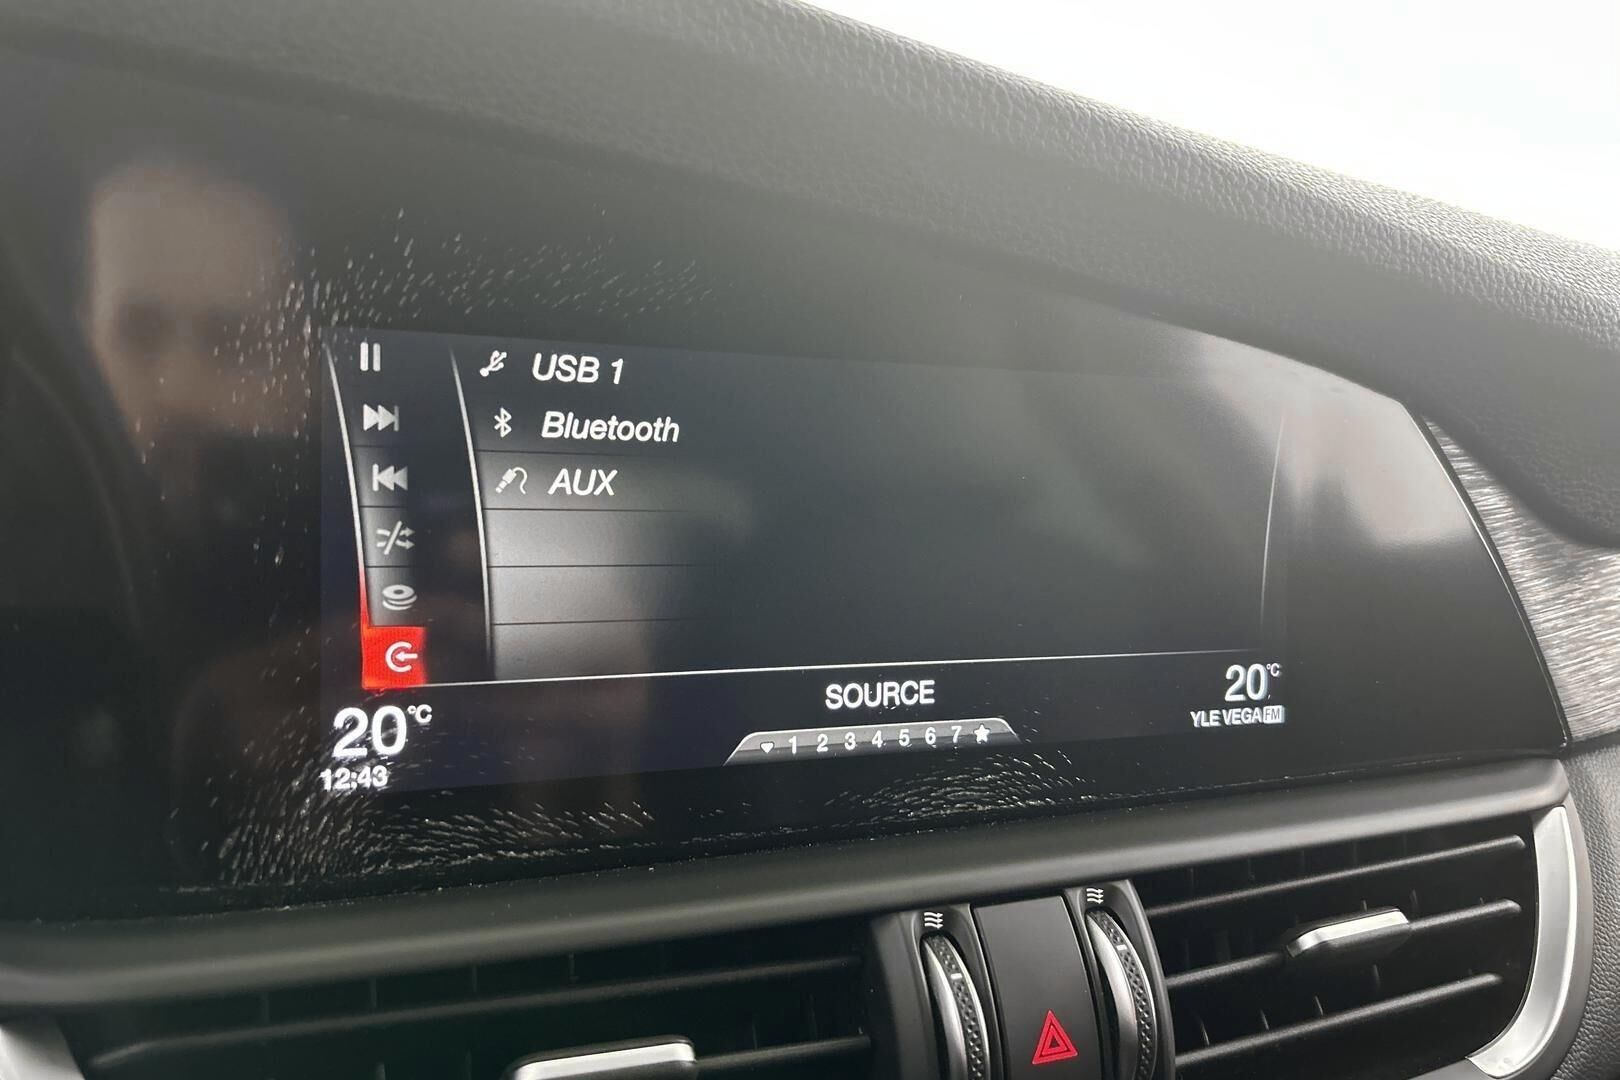 USB 1
Bluetooth
AUX
SOURCE
20°C
20°C
12:43
1 2 3 4 5 6 7
YLE VEGA FM